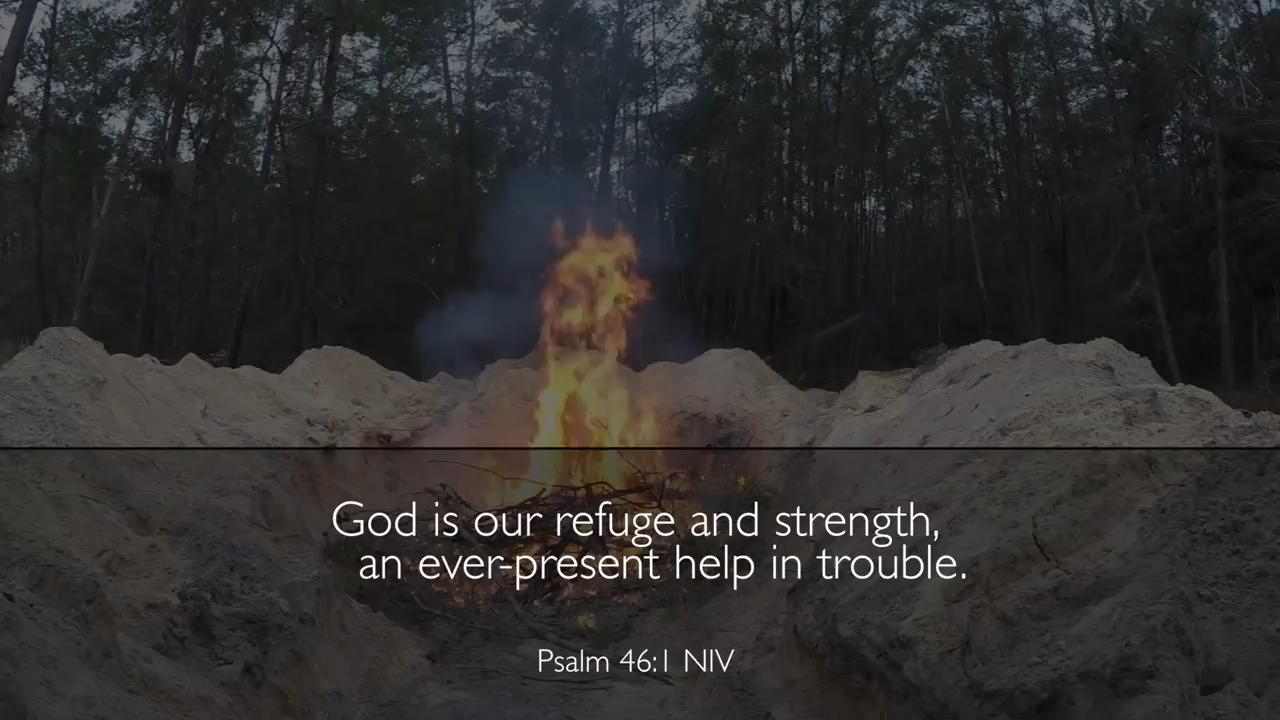 God is our refuge and strength,
an ever-present help in trouble.
Psalm 46:1 NIV